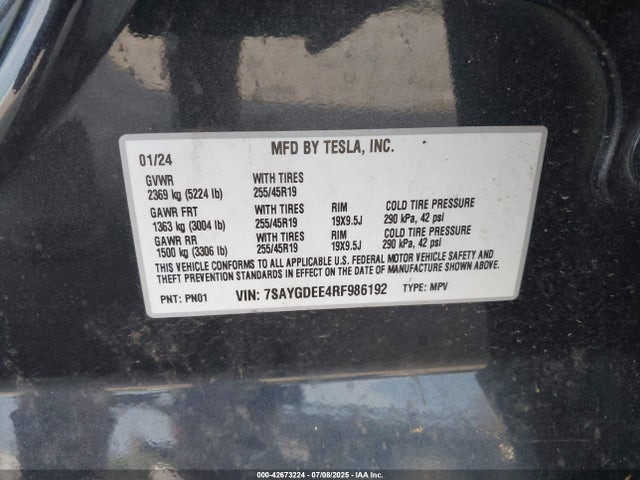 MFD BY TESLA, INC.
01/24
GVWR WITH TIRES
2369 kg (5224 lb) 255/45R19
GAWR FRT WITH TIRES RIM COLD TIRE PRESSURE
1363 kg (3004 lb) 255/45R19 19X9.5J 290 kPa, 42 psi
GAWR RR WITH TIRES RIM COLD TIRE PRESSURE
1500 kg (3306 lb) 255/45R19 19X9.5J 290 kPa, 42 psi
THIS VEHICLE CONFORMS TO ALL APPLICABLE U.S. FEDERAL MOTOR VEHICLE SAFETY AND
THEFT PREVENTION STANDARDS IN EFFECT ON THE DATE OF MANUFACTURE SHOWN ABOVE.
PNT: PN01 VIN: 7SAYGDEE4RF986192 TYPE: MPV
000-42673224 | 07/08/2025 - IAA Inc.